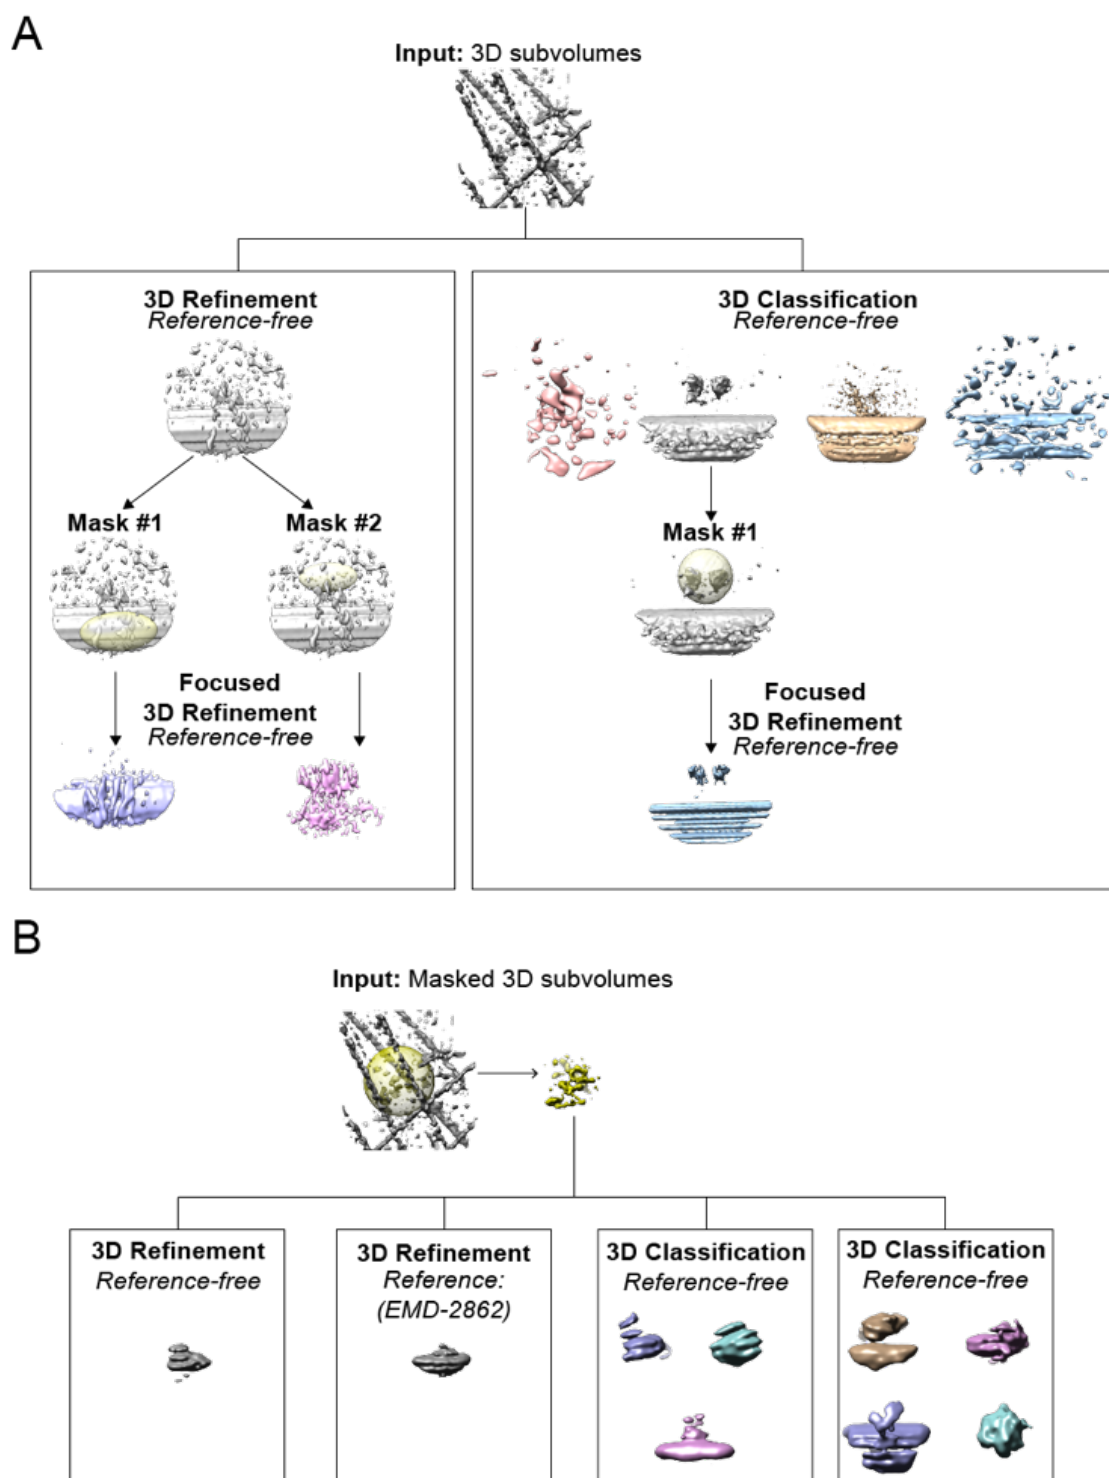 A
Input: 3D subvolumes
3D Refinement
Reference-free
Mask #1
Mask #2
Focused
3D Refinement
Reference-free
3D Classification
Reference-free
Mask #1
Focused
3D Refinement
Reference-free
B
Input: Masked 3D subvolumes
3D Refinement
Reference-free
3D Refinement
Reference:
(EMD-2862)
3D Classification
Reference-free
3D Classification
Reference-free